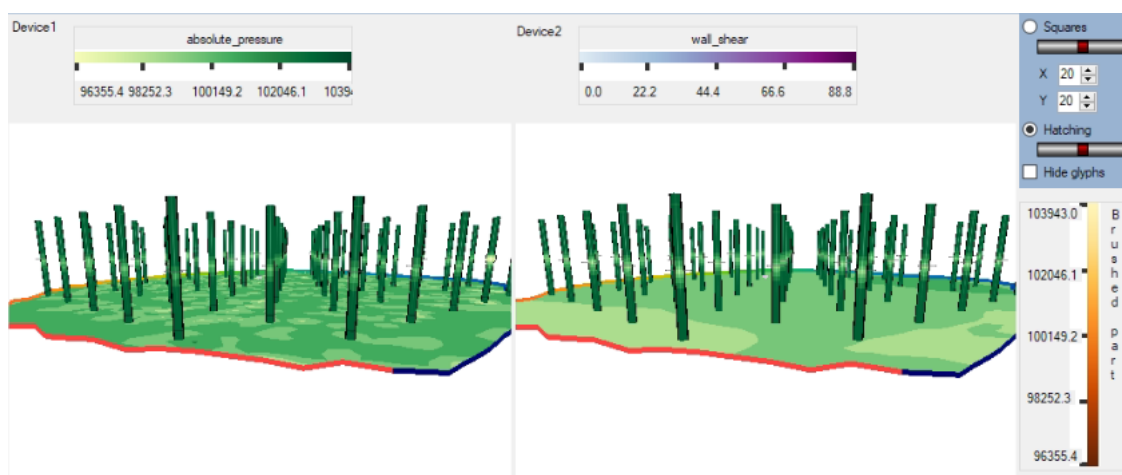 Device1
absolute_pressure
96355.4 98252.3 100149.2 102046.1 1039
Device2
wall_shear
0.0 22.2 44.4 66.6 88.8
Squares
X 20
Y 20
Hatching
Hide glyphs
103943.0
102046.1
100149.2
98252.3
96355.4
Brushed part